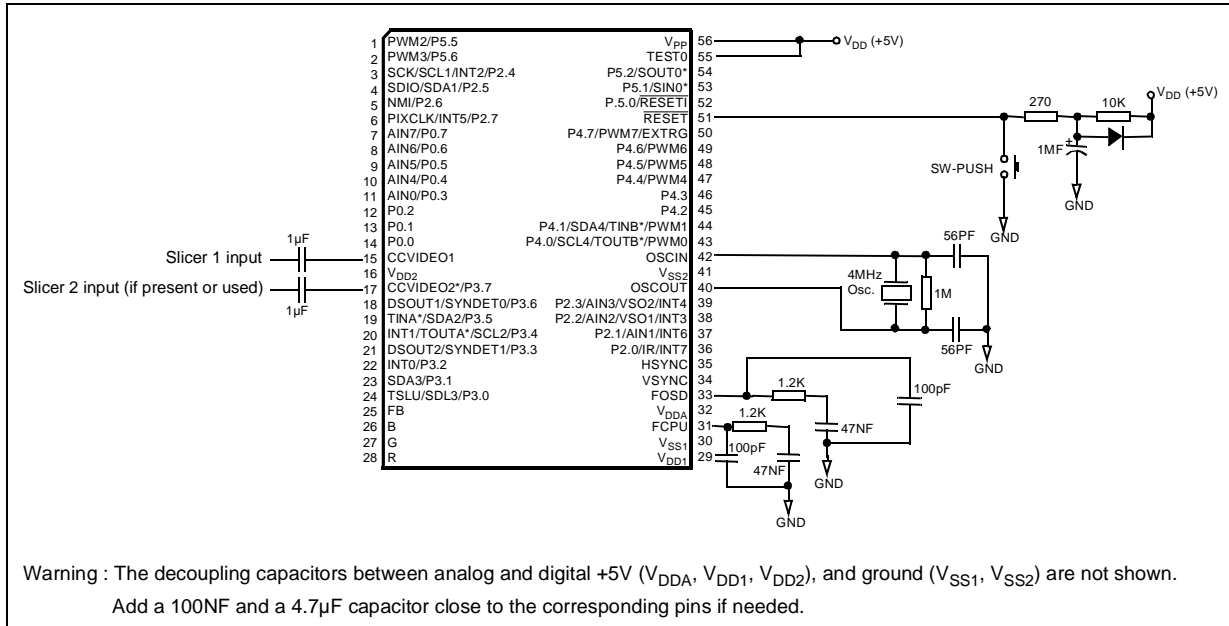 1 PWM2/P5.5
2 PWM3/P5.6
3 SCK/SCL1/INT2/P2.4
4 SDIO/SDA1/P2.5
5 NMI/P2.6
6 PIXCLK/INT5/P2.7
7 AIN7/P0.7
8 AIN6/P0.6
9 AIN5/P0.5
10 AIN4/P0.4
11 AIN0/P0.3
12 P0.2
13 P0.1
14 P0.0
15 CCVIDEO1
16 VDD2
17 CCVIDEO2*/P3.7
18 DSOUT1/SYNDET0/P3.6
19 TINA*/SDA2/P3.5
20 INT1/TOUTA*/SCL2/P3.4
21 DSOUT2/SYNDET1/P3.3
22 INT0/P3.2
23 SDA3/P3.1
24 TSLU/SDL3/P3.0
25 FB
26 B
27 G
28 R
VPP 56
TEST0 55
P5.2/SOUT0* 54
P5.1/SIN0* 53
P.5.0/RESETI 52
RESET 51
P4.7/PWM7/EXTRG 50
P4.6/PWM6 49
P4.5/PWM5 48
P4.4/PWM4 47
P4.3 46
P4.2 45
P4.1/SDA4/TINB*/PWM1 44
P4.0/SCL4/TOUTB*/PWM0 43
OSCIN 42
VSS2 41
OSCOUT 40
P2.3/AIN3/VSO2/INT4 39
P2.2/AIN2/VSO1/INT3 38
P2.1/AIN1/INT6 37
P2.0/IR/INT7 36
HSYNC 35
VSYNC 34
FOSD 33
VDDA 32
FCPU 31
VSS1 30
VDD1 29
Slicer 1 input
1µF
Slicer 2 input (if present or used)
1µF
VDD (+5V)
VDD (+5V)
270
10K
1MF
+
SW-PUSH
GND
GND
56PF
4MHz
Osc.
1M
56PF
GND
1.2K
100pF
47NF
GND
1.2K
100pF
47NF
GND
Warning : The decoupling capacitors between analog and digital +5V (VDDA, VDD1, VDD2), and ground (VSS1, VSS2) are not shown.
Add a 100NF and a 4.7µF capacitor close to the corresponding pins if needed.